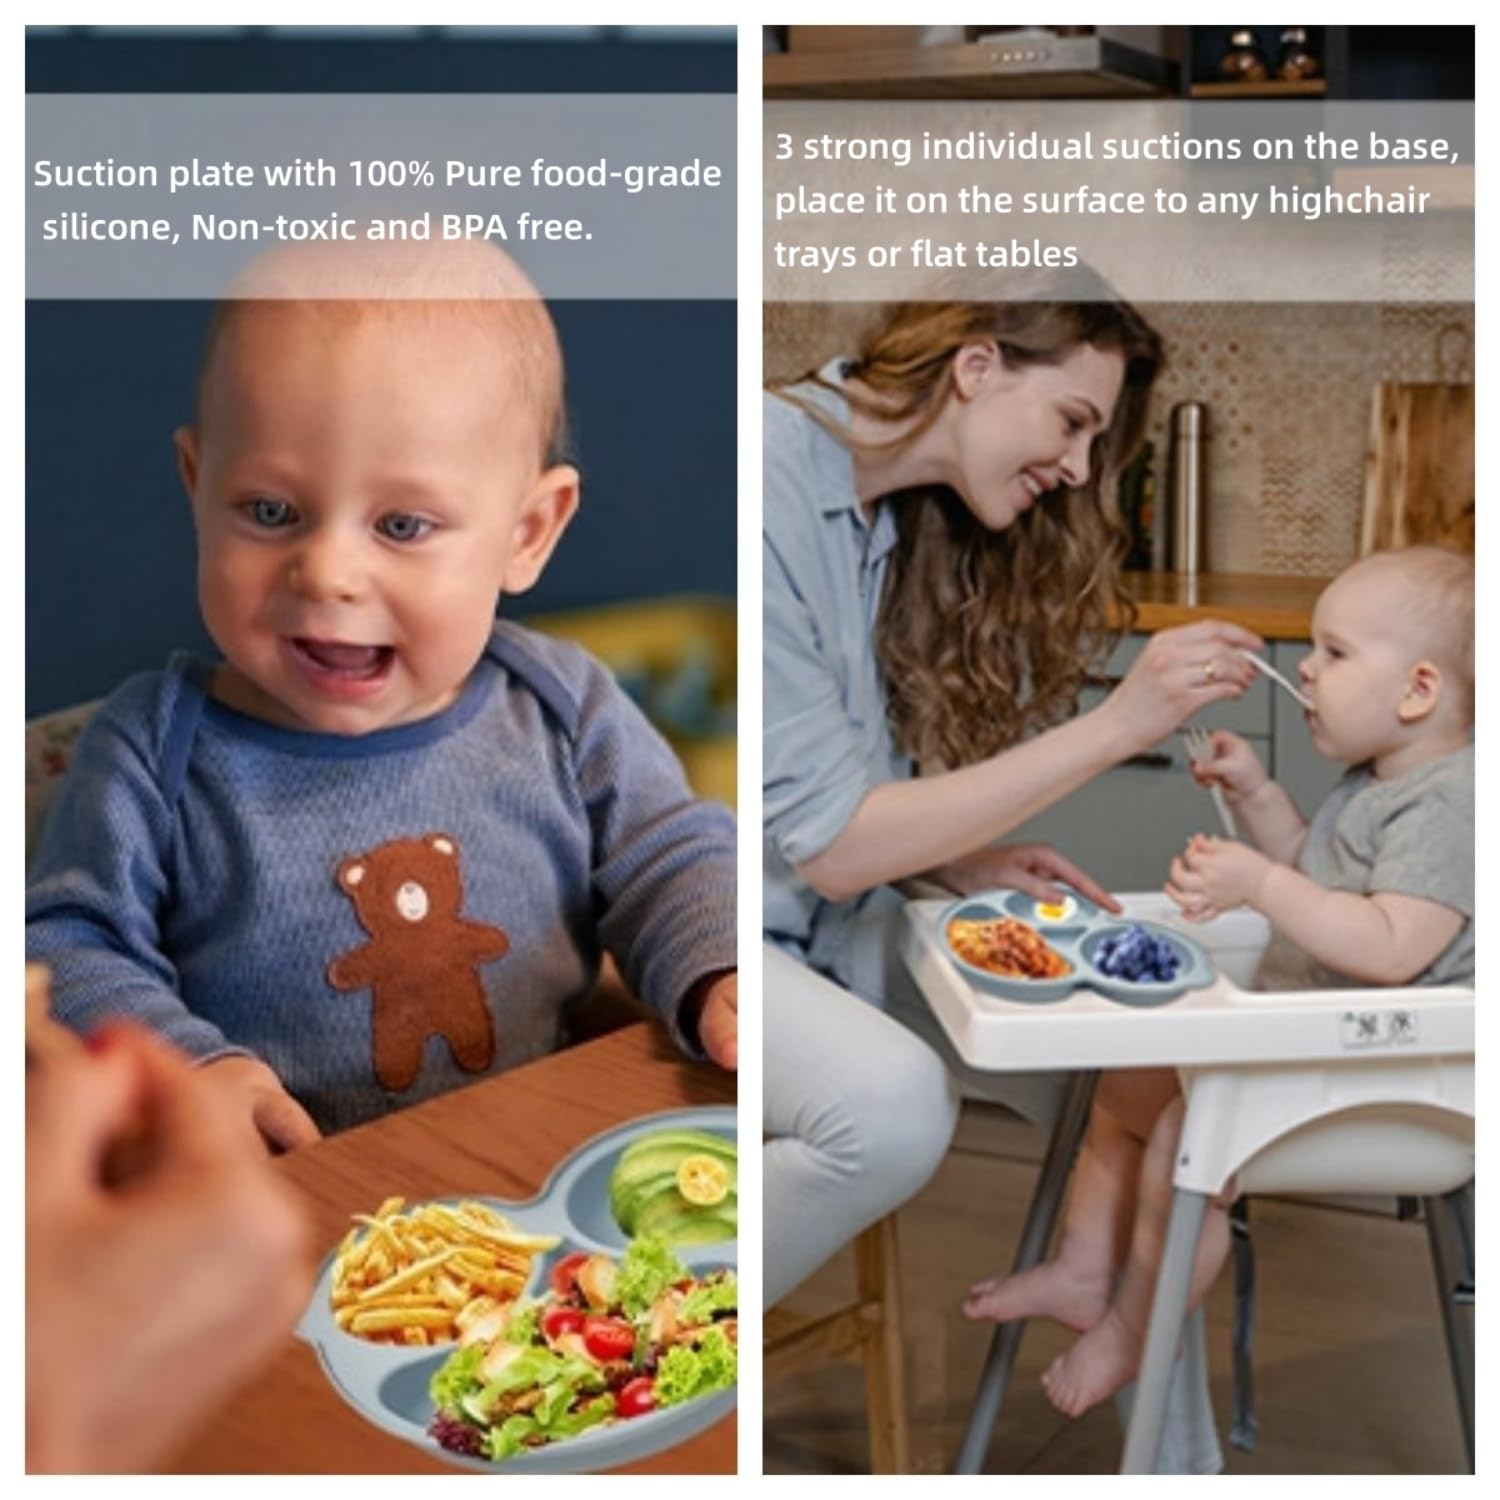 Suction plate with 100% Pure food-grade
silicone, Non-toxic and BPA free.
3 strong individual suctions on the base,
place it on the surface to any highchair
trays or flat tables